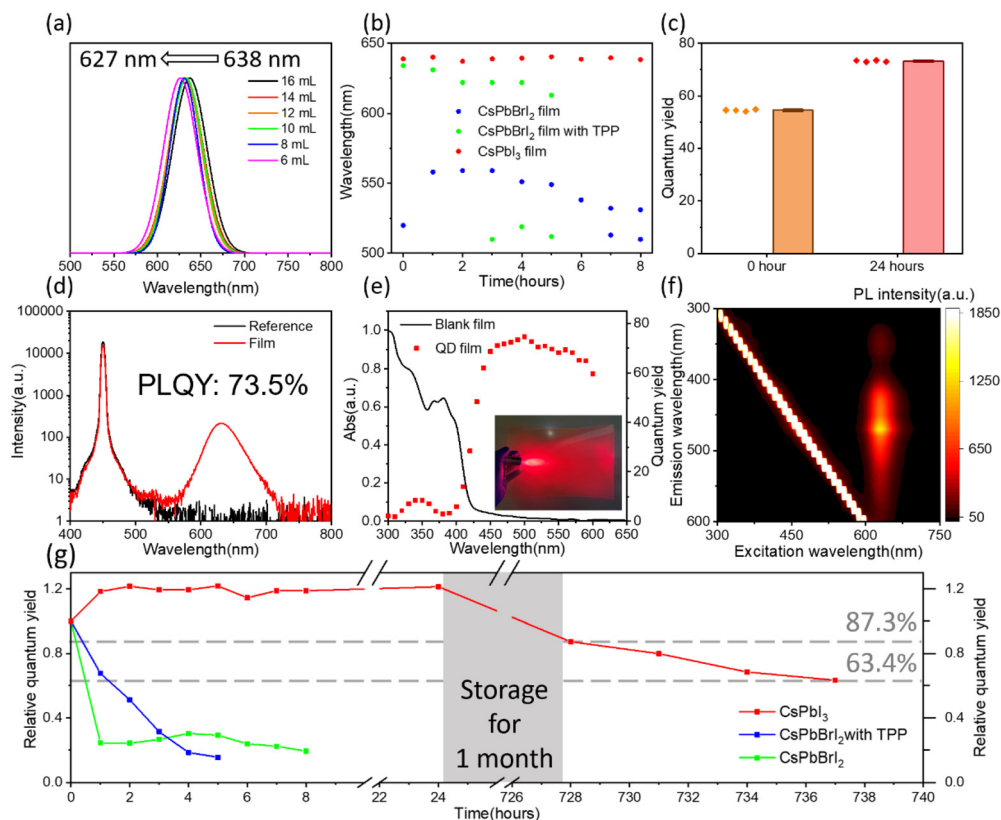 (a)
627 nm
638 nm
16 mL
14 mL
12 mL
10 mL
8 mL
6 mL
500 550 600 650 700 750 800
Wavelength(nm)
(b)
650
600
550
500
Wavelength(nm)
CsPbBrI2 film
CsPbBrI2 film with TPP
CsPbI3 film
0 2 4 6 8
Time(hours)
(c)
80
60
40
20
0
Quantum yield
0 hour 24 hours
(d)
100000
10000
1000
100
10
1
Intensity(a.u.)
Reference
Film
PLQY: 73.5%
400 500 600 700 800
Wavelength(nm)
(e)
1.0
0.8
0.6
0.4
0.2
0.0
Abs(a.u.)
Blank film
QD film
80
60
40
20
0
Quantum yield
300 350 400 450 500 550 600 650
Wavelength(nm)
(f)
PL intensity(a.u.)
300
400
500
600
Emission wavelength(nm)
300 450 600 750
Excitation wavelength(nm)
1850
1250
650
50
(g)
1.2
0.8
0.4
0.0
Relative quantum yield
Storage
for
1 month
87.3%
63.4%
CsPbI3
CsPbBrI2 with TPP
CsPbBrI2
1.2
0.8
0.4
0.0
Relative quantum yield
0 2 4 6 8 22 24 726 728 730 732 734 736 738 740
Time(hours)